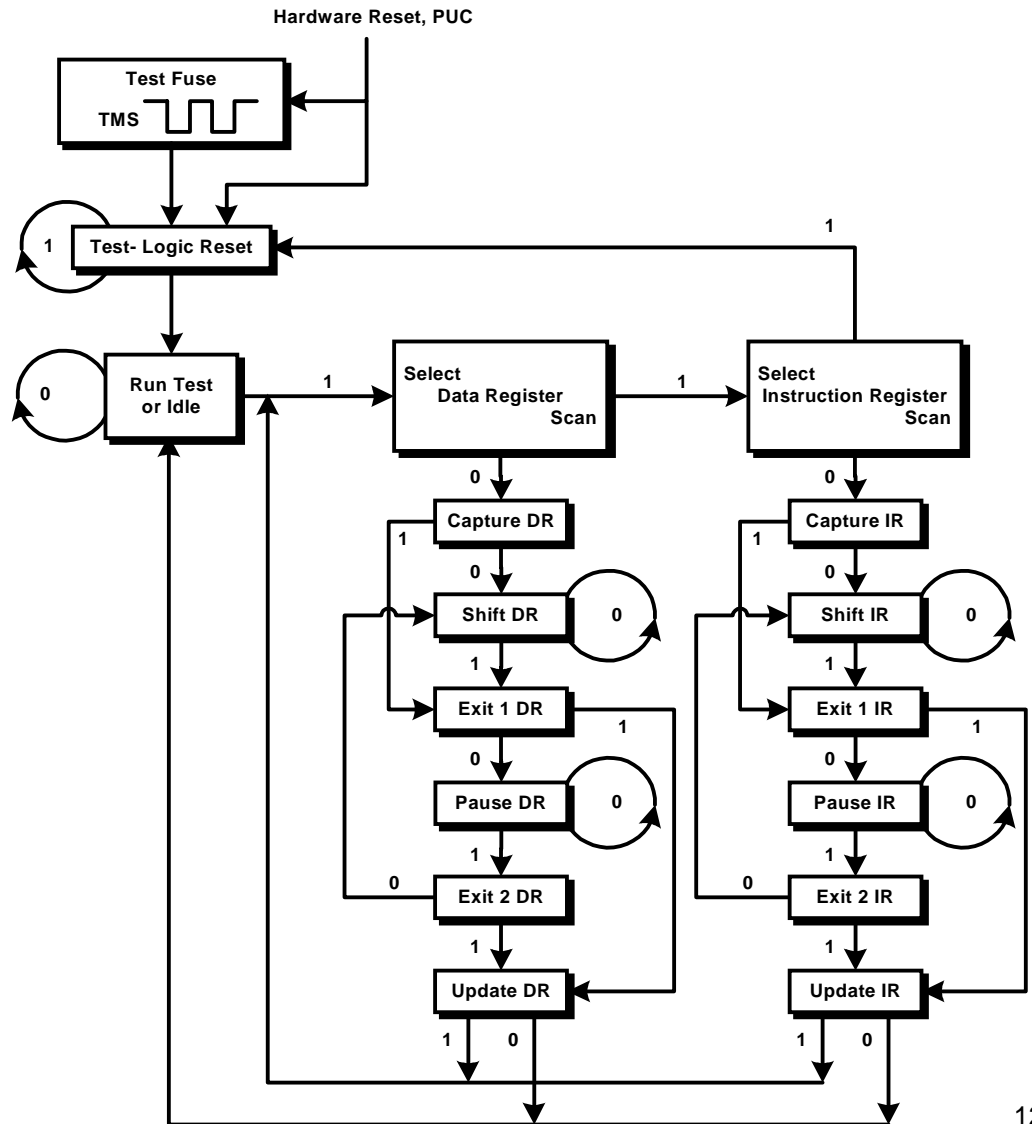 Hardware Reset, PUC
Test Fuse
TMS
1
Test- Logic Reset
1
0
Run Test
or Idle
1
Select
Data Register
Scan
1
Select
Instruction Register
Scan
0
0
Capture DR
Capture IR
1
0
1
0
Shift DR
0
Shift IR
0
1
1
Exit 1 DR
1
Exit 1 IR
1
0
0
Pause DR
0
Pause IR
0
1
1
0
Exit 2 DR
0
Exit 2 IR
1
1
Update DR
Update IR
1
0
1
0
12